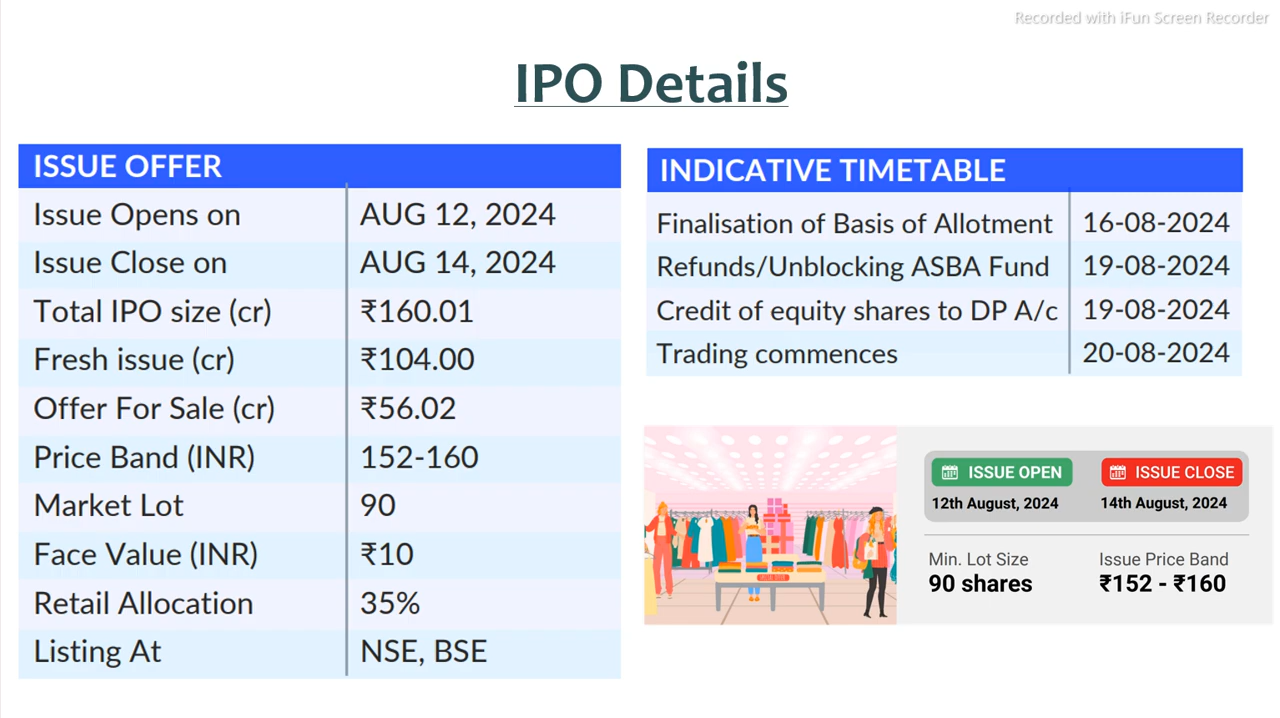 Recorded with iFun Screen Recorder
IPO Details
ISSUE OFFER
Issue Opens on AUG 12, 2024
Issue Close on AUG 14, 2024
Total IPO size (cr) ₹160.01
Fresh issue (cr) ₹104.00
Offer For Sale (cr) ₹56.02
Price Band (INR) 152-160
Market Lot 90
Face Value (INR) ₹10
Retail Allocation 35%
Listing At NSE, BSE
INDICATIVE TIMETABLE
Finalisation of Basis of Allotment 16-08-2024
Refunds/Unblocking ASBA Fund 19-08-2024
Credit of equity shares to DP A/c 19-08-2024
Trading commences 20-08-2024
ISSUE OPEN ISSUE CLOSE
12th August, 2024 14th August, 2024
Min. Lot Size Issue Price Band
90 shares ₹152 - ₹160